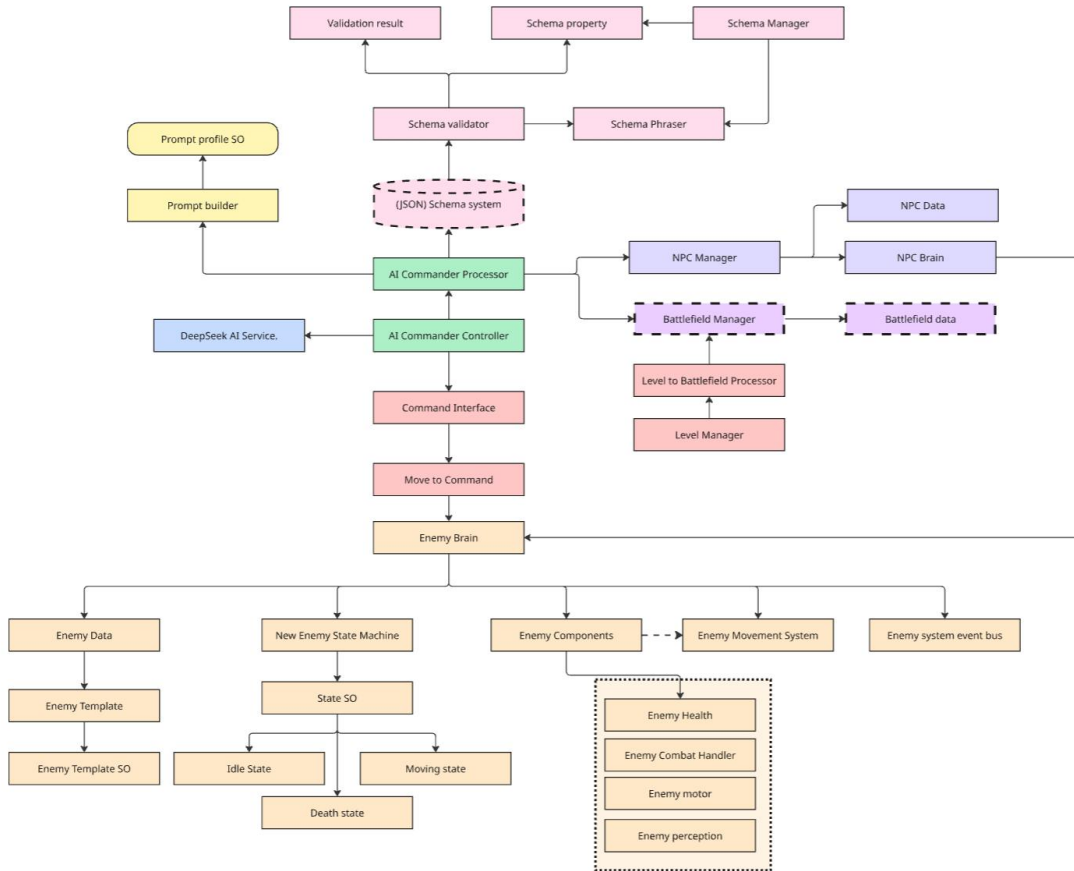 Validation result
Schema property
Schema Manager
Schema validator
Schema Phraser
Prompt profile SO
Prompt builder
(JSON) Schema system
NPC Data
AI Commander Processor
NPC Manager
NPC Brain
DeepSeek AI Service.
AI Commander Controller
Battlefield Manager
Battlefield data
Level to Battlefield Processor
Command Interface
Level Manager
Move to Command
Enemy Brain
Enemy Data
New Enemy State Machine
Enemy Components
Enemy Movement System
Enemy system event bus
Enemy Template
State SO
Enemy Health
Enemy Template SO
Idle State
Moving state
Enemy Combat Handler
Enemy motor
Death state
Enemy perception